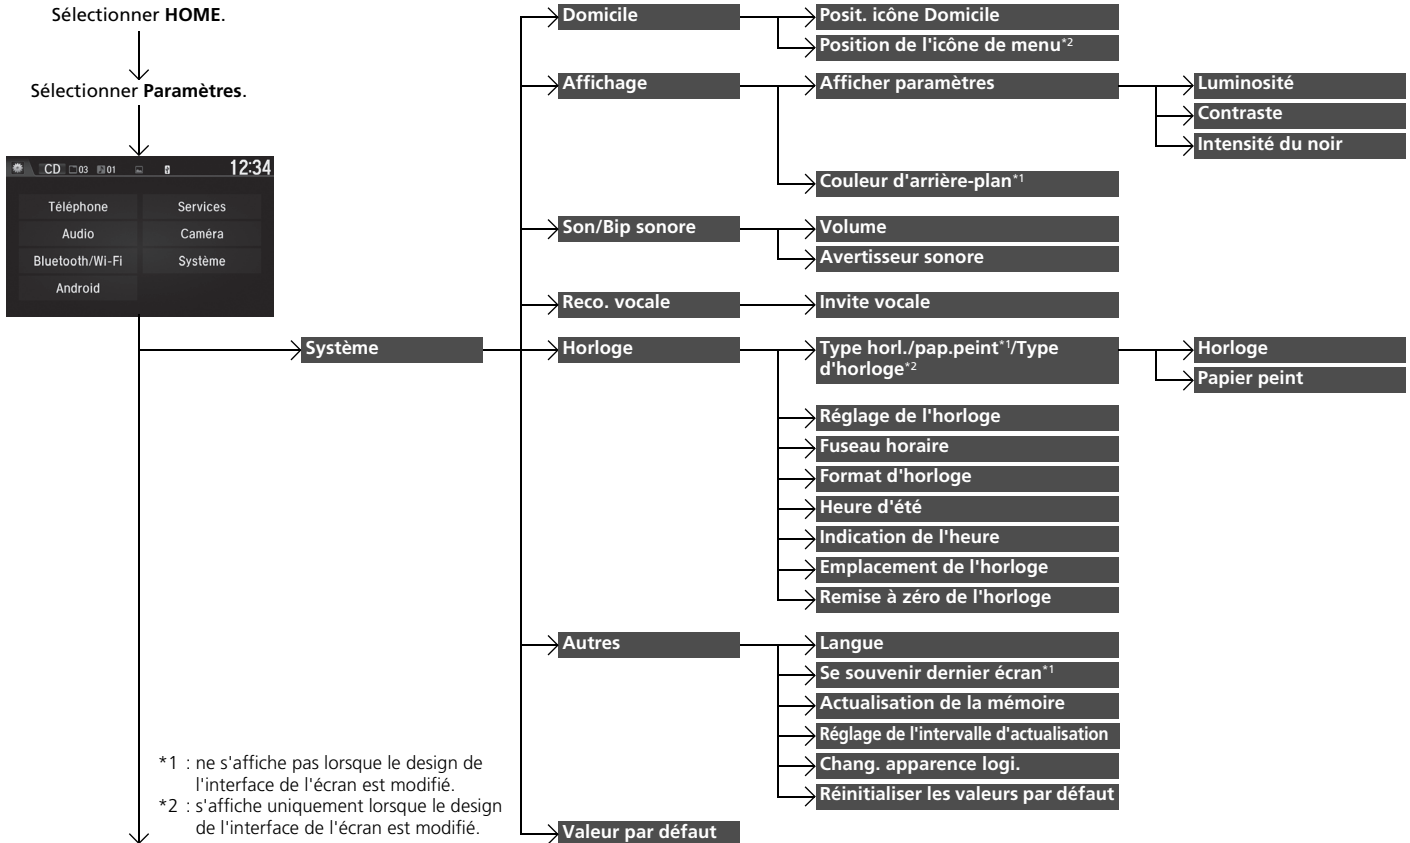 Sélectionner HOME.
Sélectionner Paramètres.
CD 03 01 12:34
Téléphone Services
Audio Caméra
Bluetooth/Wi-Fi Système
Android
Système
Domicile
Posit. icône Domicile
Position de l'icône de menu*2
Affichage
Afficher paramètres
Luminosité
Contraste
Intensité du noir
Couleur d'arrière-plan*1
Son/Bip sonore
Volume
Avertisseur sonore
Reco. vocale
Invite vocale
Horloge
Type horl./pap.peint*1/Type
d'horloge*2
Horloge
Papier peint
Réglage de l'horloge
Fuseau horaire
Format d'horloge
Heure d'été
Indication de l'heure
Emplacement de l'horloge
Remise à zéro de l'horloge
Autres
Langue
Se souvenir dernier écran*1
Actualisation de la mémoire
Réglage de l'intervalle d'actualisation
Chang. apparence logi.
Réinitialiser les valeurs par défaut
Valeur par défaut
*1 : ne s'affiche pas lorsque le design de
l'interface de l'écran est modifié.
*2 : s'affiche uniquement lorsque le design
de l'interface de l'écran est modifié.